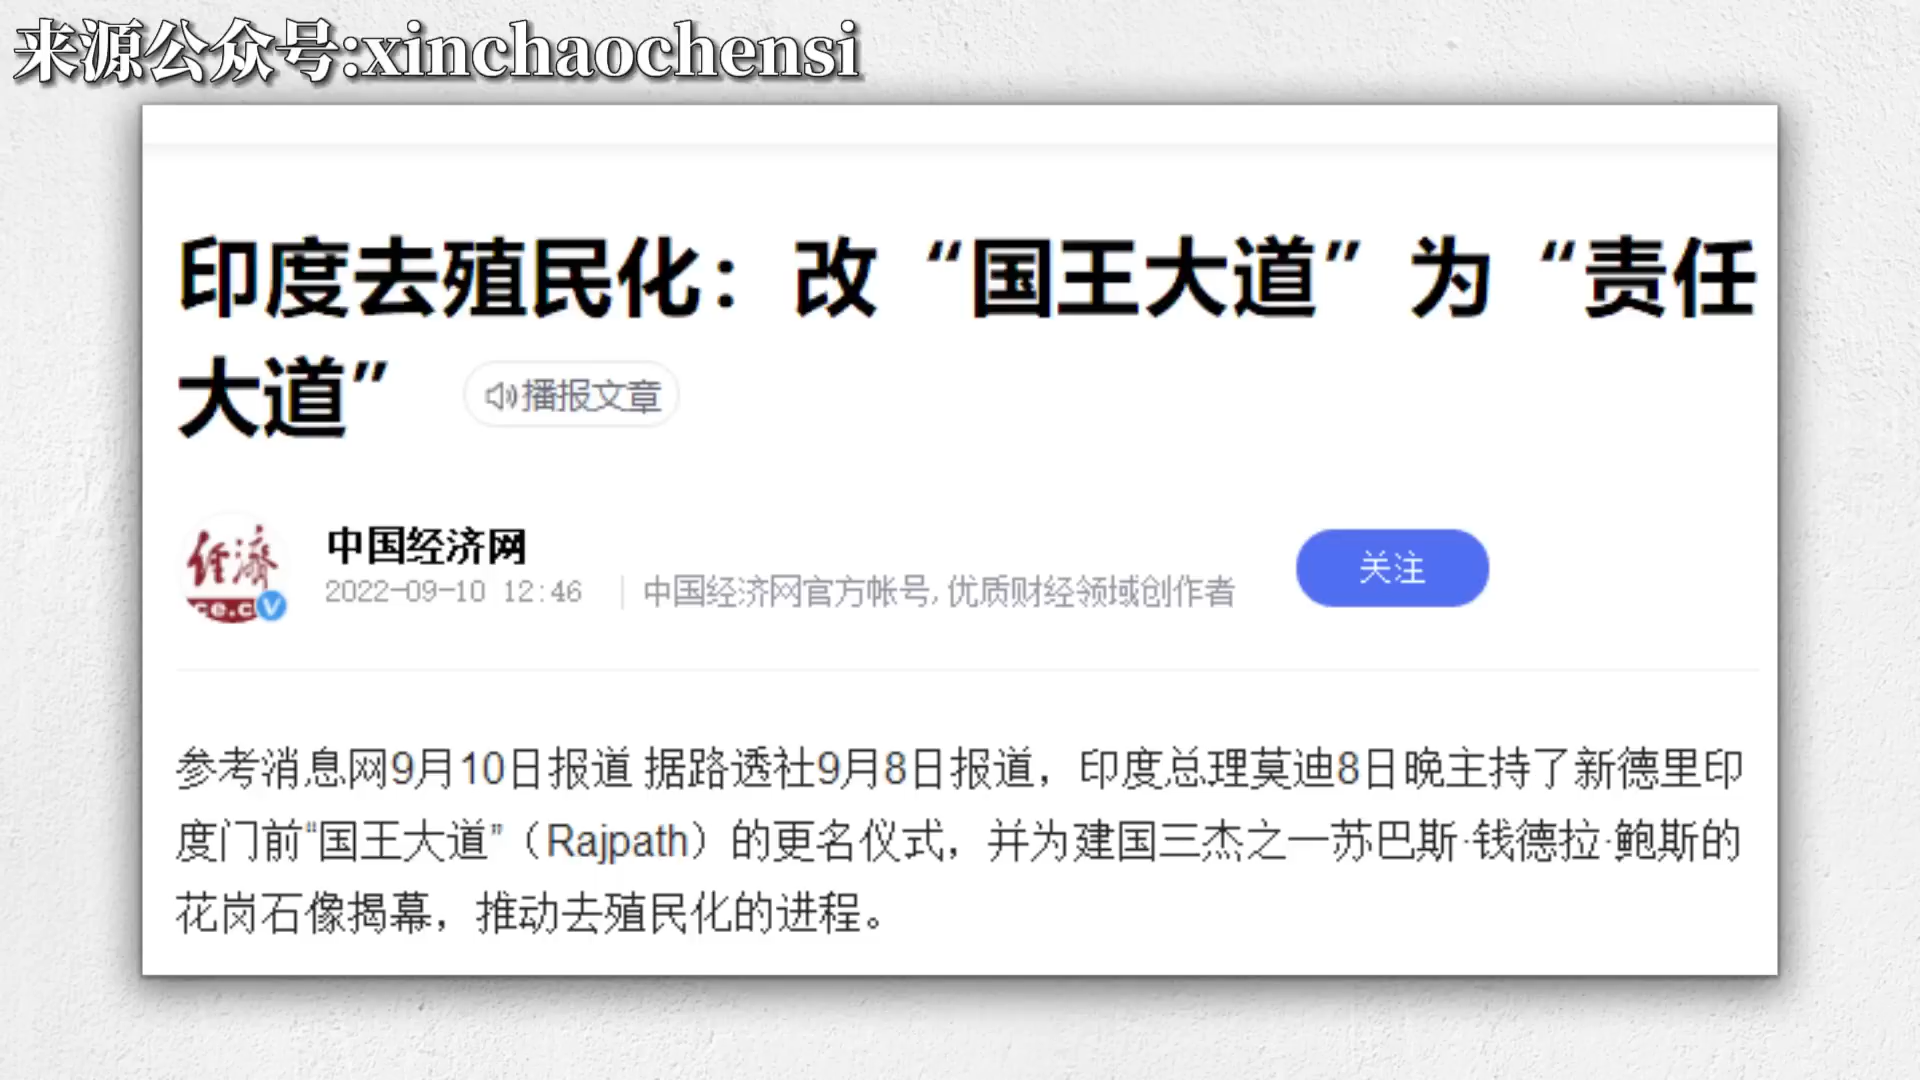 来源公众号:xinchaochensi
印度去殖民化：改“国王大道”为“责任
大道”
播报文章
中国经济网
2022-09-10 12:46
中国经济网官方帐号,优质财经领域创作者
关注
经济
ce.c
参考消息网9月10日报道 据路透社9月8日报道，印度总理莫迪8日晚主持了新德里印
度门前“国王大道”（Rajpath）的更名仪式，并为建国三杰之一苏巴斯·钱德拉·鲍斯的
花岗石像揭幕，推动去殖民化的进程。